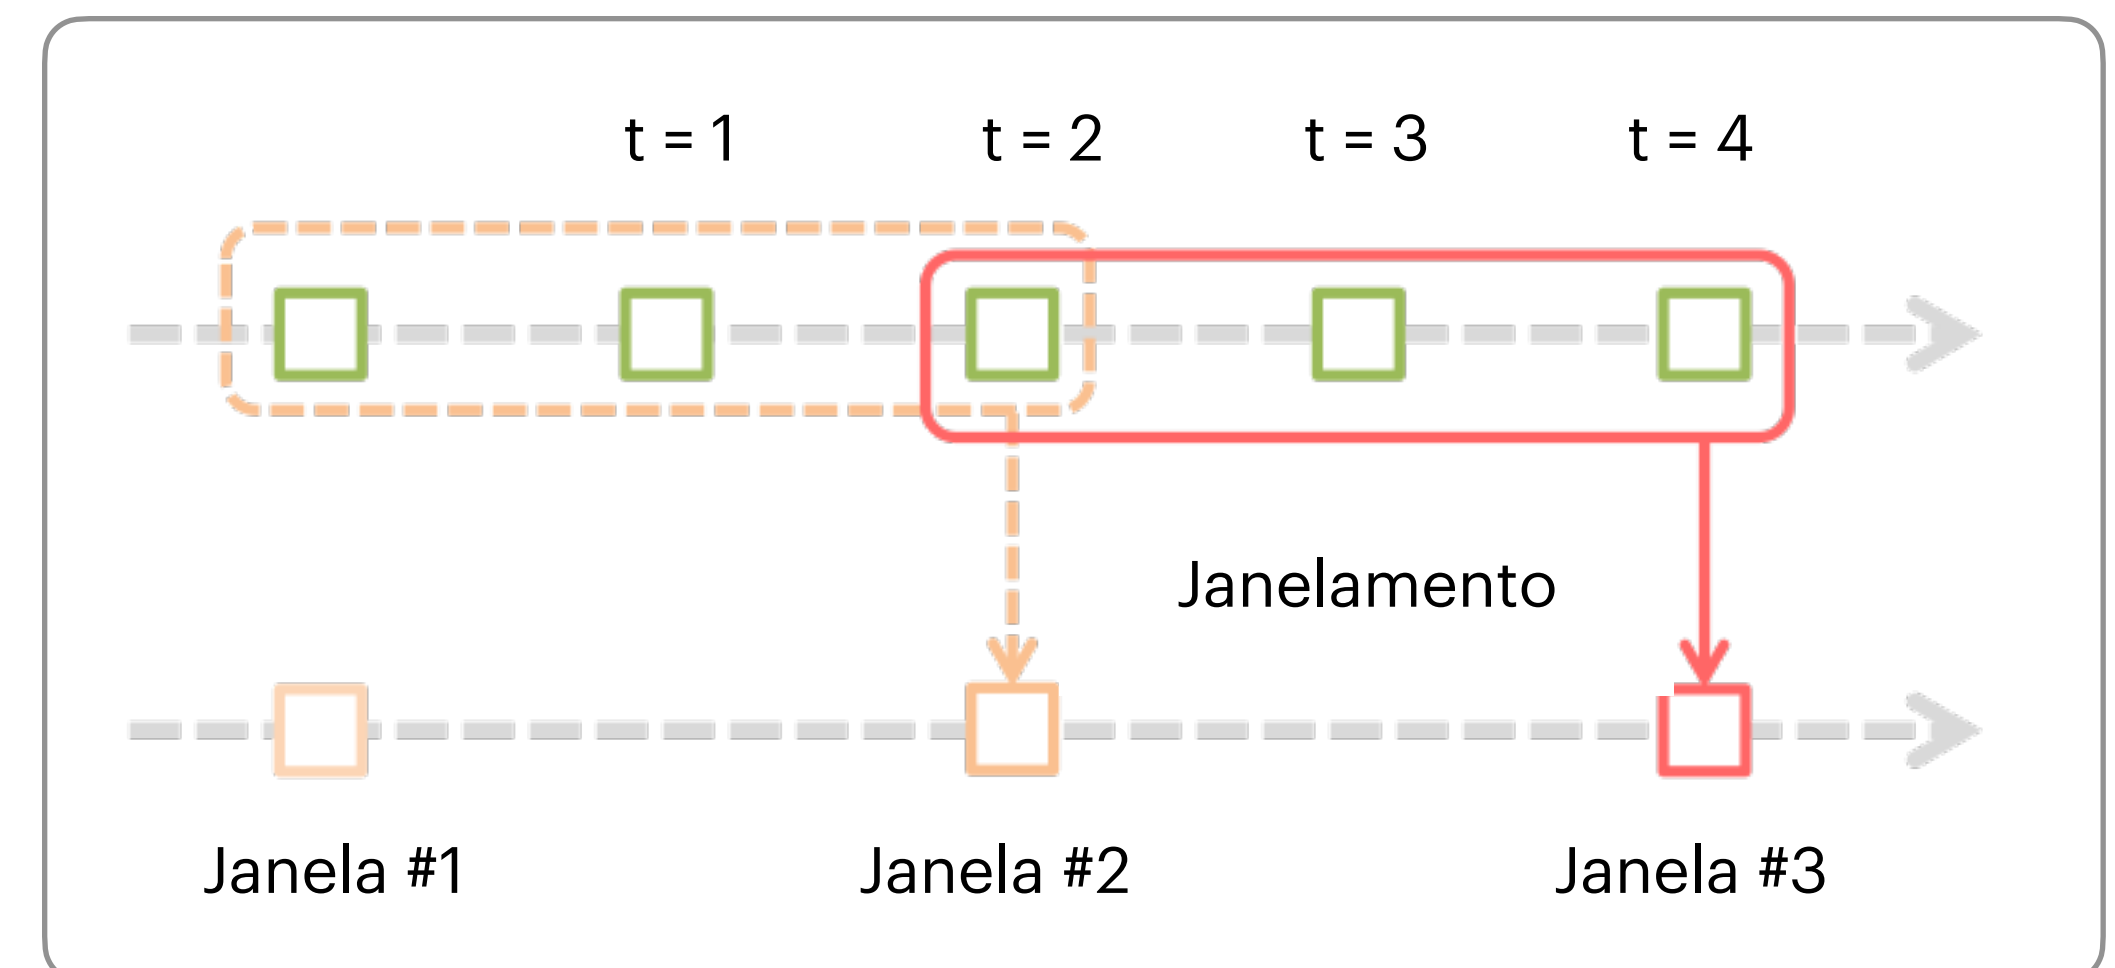 t = 1 t = 2 t = 3 t = 4
Janelamento
Janela #1 Janela #2 Janela #3